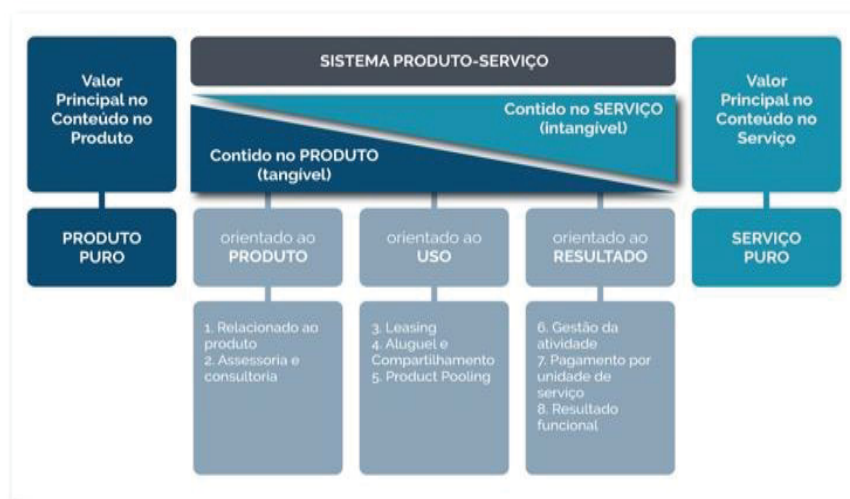 SISTEMA PRODUTO-SERVIÇO
Valor
Principal no
Conteúdo no
Produto
Contido no SERVIÇO
(intangível)
Contido no PRODUTO
(tangível)
Valor
Principal no
Conteúdo no
Serviço
PRODUTO
PURO
orientado ao
PRODUTO
orientado ao
USO
orientado ao
RESULTADO
SERVIÇO
PURO
1. Relacionado ao
produto
2. Assessoria e
consultoria
3. Leasing
4. Aluguel e
Compartilhamento
5. Product Pooling
6. Gestão da
atividade
7. Pagamento por
unidade de
serviço
8. Resultado
funcional